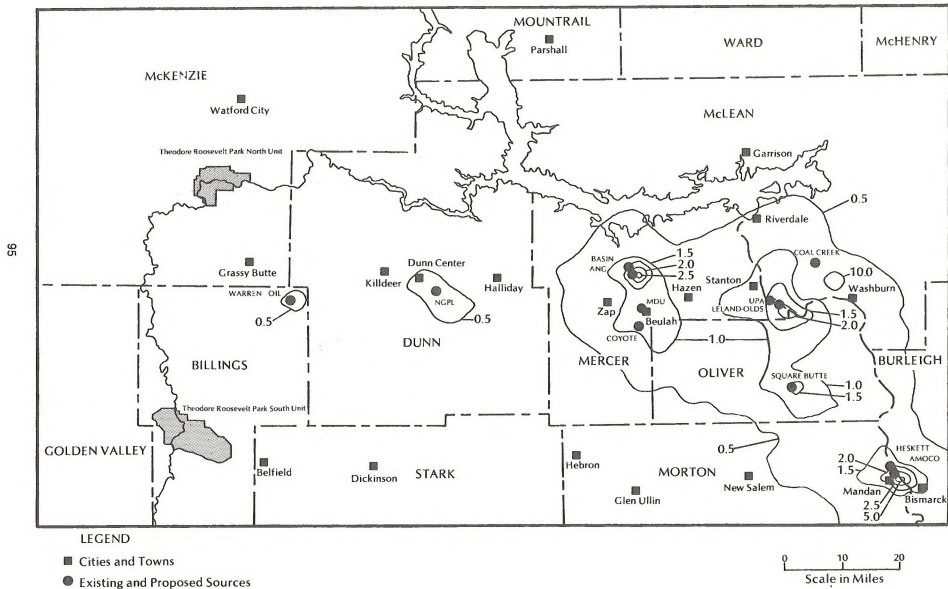 MOUNTRAIL
Parshall
WARD
McHENRY
McKENZIE
Watford City
McLEAN
Theodore Roosevelt Park North Unit
Garrison
0.5
Riverdale
95
Grassy Butte
Killdeer
Dunn Center
NGPL
Halliday
0.5
BASIN
ANG
1.5
2.0
2.5
COAL CREEK
10.0
Washburn
WARREN OIL
0.5
Zap
MDU
Beulah
Hazen
COYOTE
Stanton
UPA
LELAND-OLDS
1.5
2.0
1.0
DUNN
MERCER
OLIVER
BURLEIGH
BILLINGS
SQUARE BUTTE
1.0
1.5
Theodore Roosevelt Park South Unit
GOLDEN VALLEY
Belfield
Dickinson
STARK
Hebron
Glen Ullin
MORTON
New Salem
0.5
HESKETT
AMOCO
2.0
1.5
Mandan
Bismarck
2.5
5.0
LEGEND
Cities and Towns
Existing and Proposed Sources
0 10 20
Scale in Miles